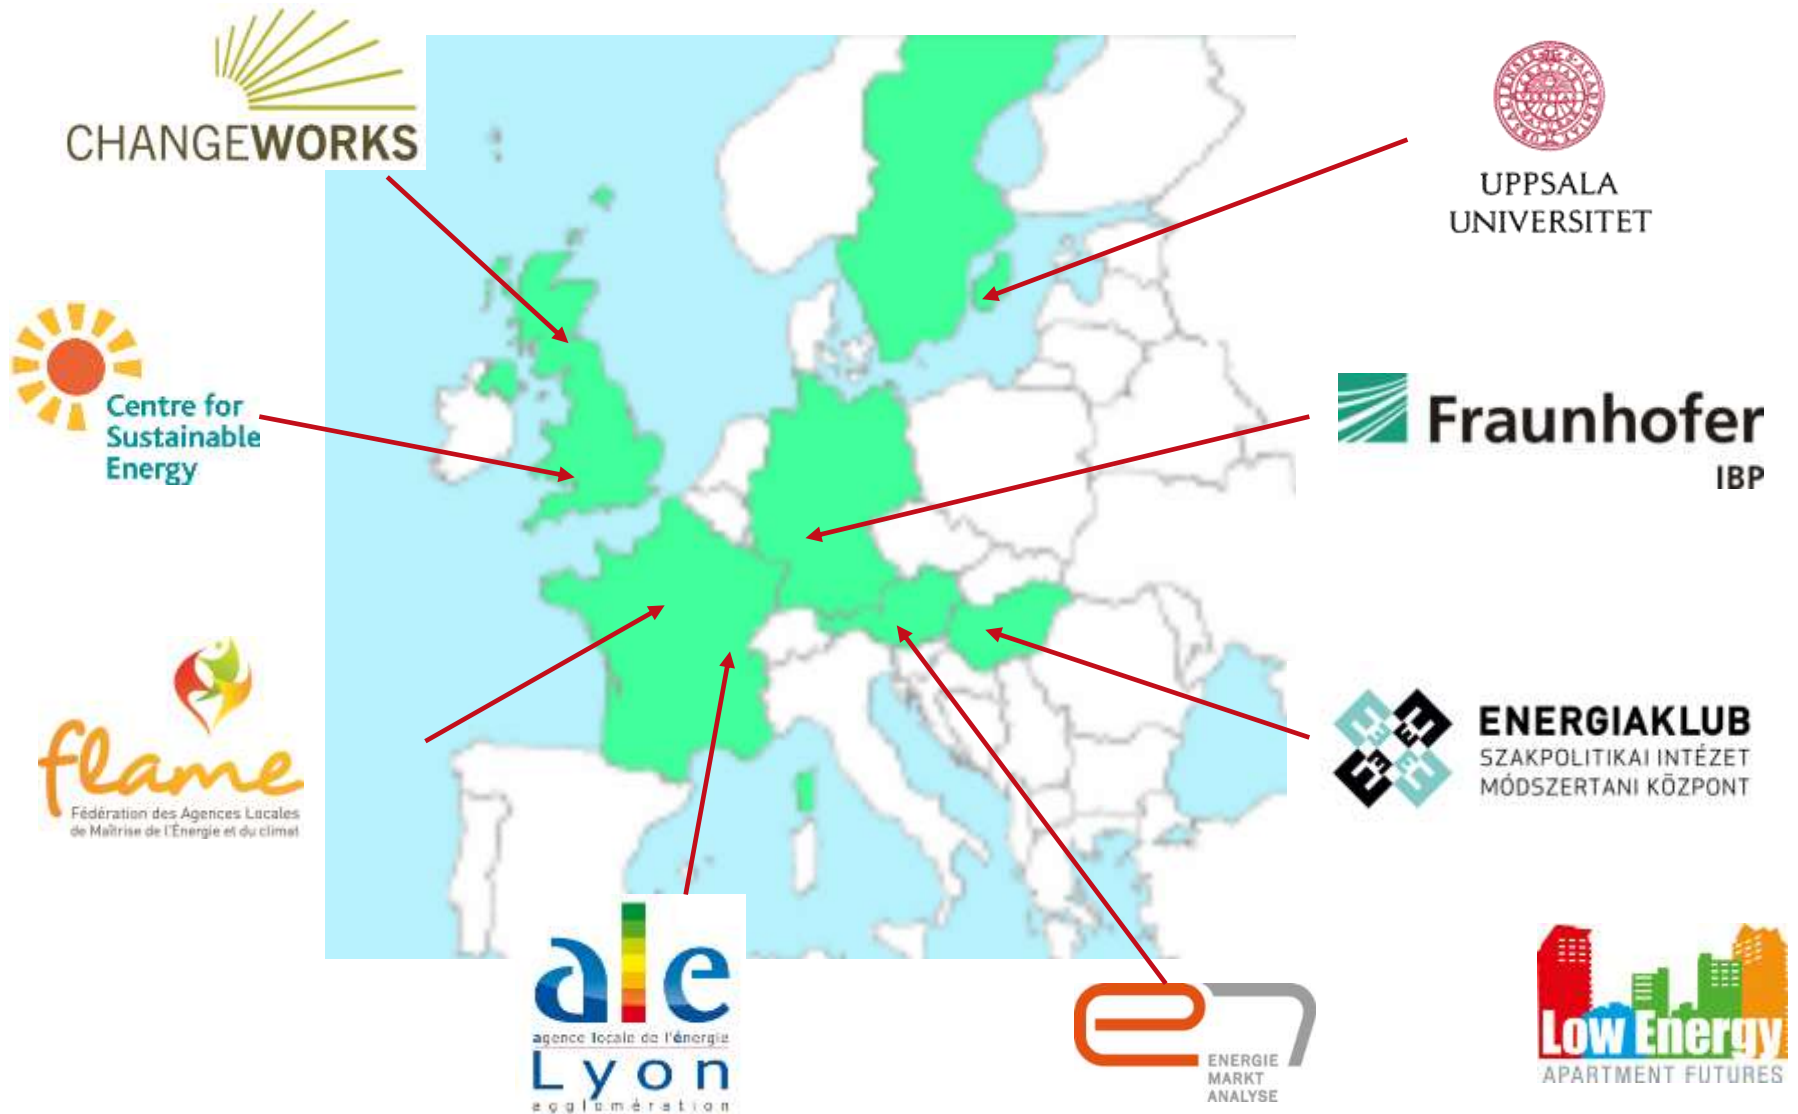 CHANGEWORKS
UPPSALA
UNIVERSITET
Centre for
Sustainable
Energy
Fraunhofer
IBP
flame
Fédération des Agences Locales
de Maîtrise de l'Énergie et du climat
ENERGIAKLUB
SZAKPOLITIKAI INTÉZET
MÓDSZERTANI KÖZPONT
ale
agence locale de l'énergie
Lyon
agglomération
e7
ENERGIE
MARKT
ANALYSE
Low Energy
APARTMENT FUTURES